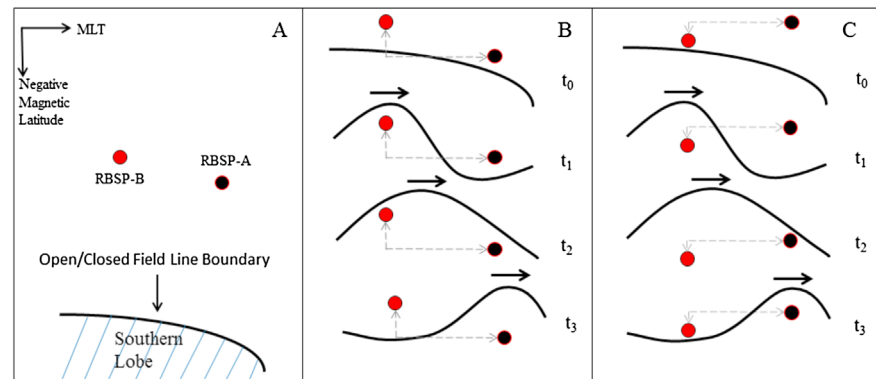 MLT
A
Negative
Magnetic
Latitude
RBSP-B
RBSP-A
Open/Closed Field Line Boundary
Southern
Lobe
B
t0
t1
t2
t3
C
t0
t1
t2
t3